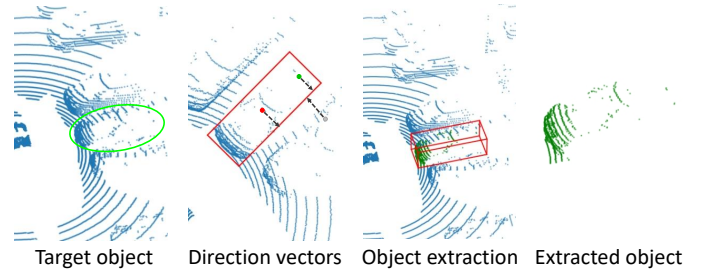 Target object
Direction vectors
Object extraction
Extracted object